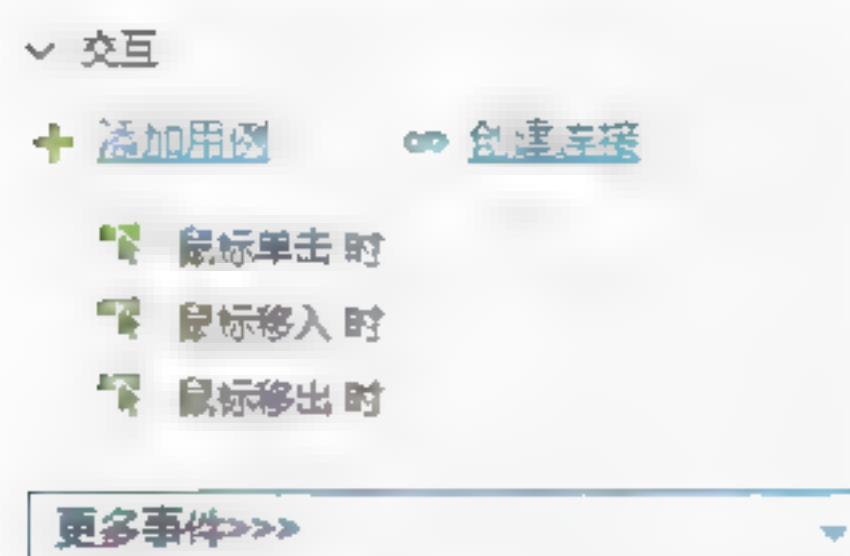 交互
添加用例 创建连接
鼠标单击 时
鼠标移入 时
鼠标移出 时
更多事件>>>